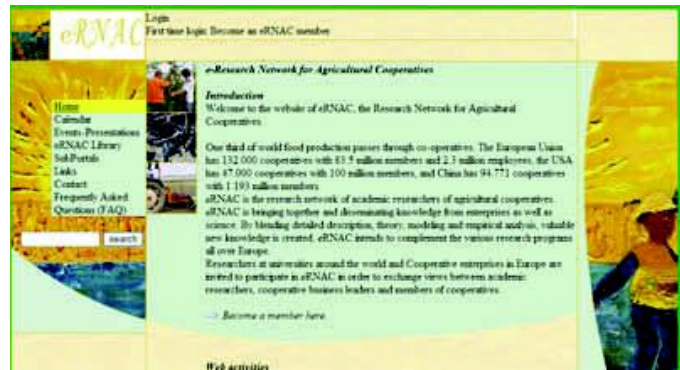 eRNAC
Login
First time login Become an eRNAC member
Home
Calendar
Events-Presentations
eRNAC Library
SubPortals
Links
Contact
Frequently Asked
Questions (FAQ)
search
e-Research Network for Agricultural Cooperatives
Introduction
Welcome to the website of eRNAC, the Research Network for Agricultural
Cooperatives.
One third of world food production passes through co-operatives. The European Union
has 132.000 cooperatives with 83.5 million members and 2.3 million employees, the USA
has 47.000 cooperatives with 100 million members, and China has 94.771 cooperatives
with 1.193 million members.
eRNAC is the research network of academic researchers of agricultural cooperatives.
eRNAC is bringing together and disseminating knowledge from enterprises as well as
science. By blending detailed description, theory, modeling and empirical analysis, valuable
new knowledge is created. eRNAC intends to complement the various research programs
all over Europe.
Researchers at universities around the world and Cooperative enterprises in Europe are
invited to participate in eRNAC in order to exchange views between academic
researchers, cooperative business leaders and members of cooperatives.
--> Become a member here.
Web activities